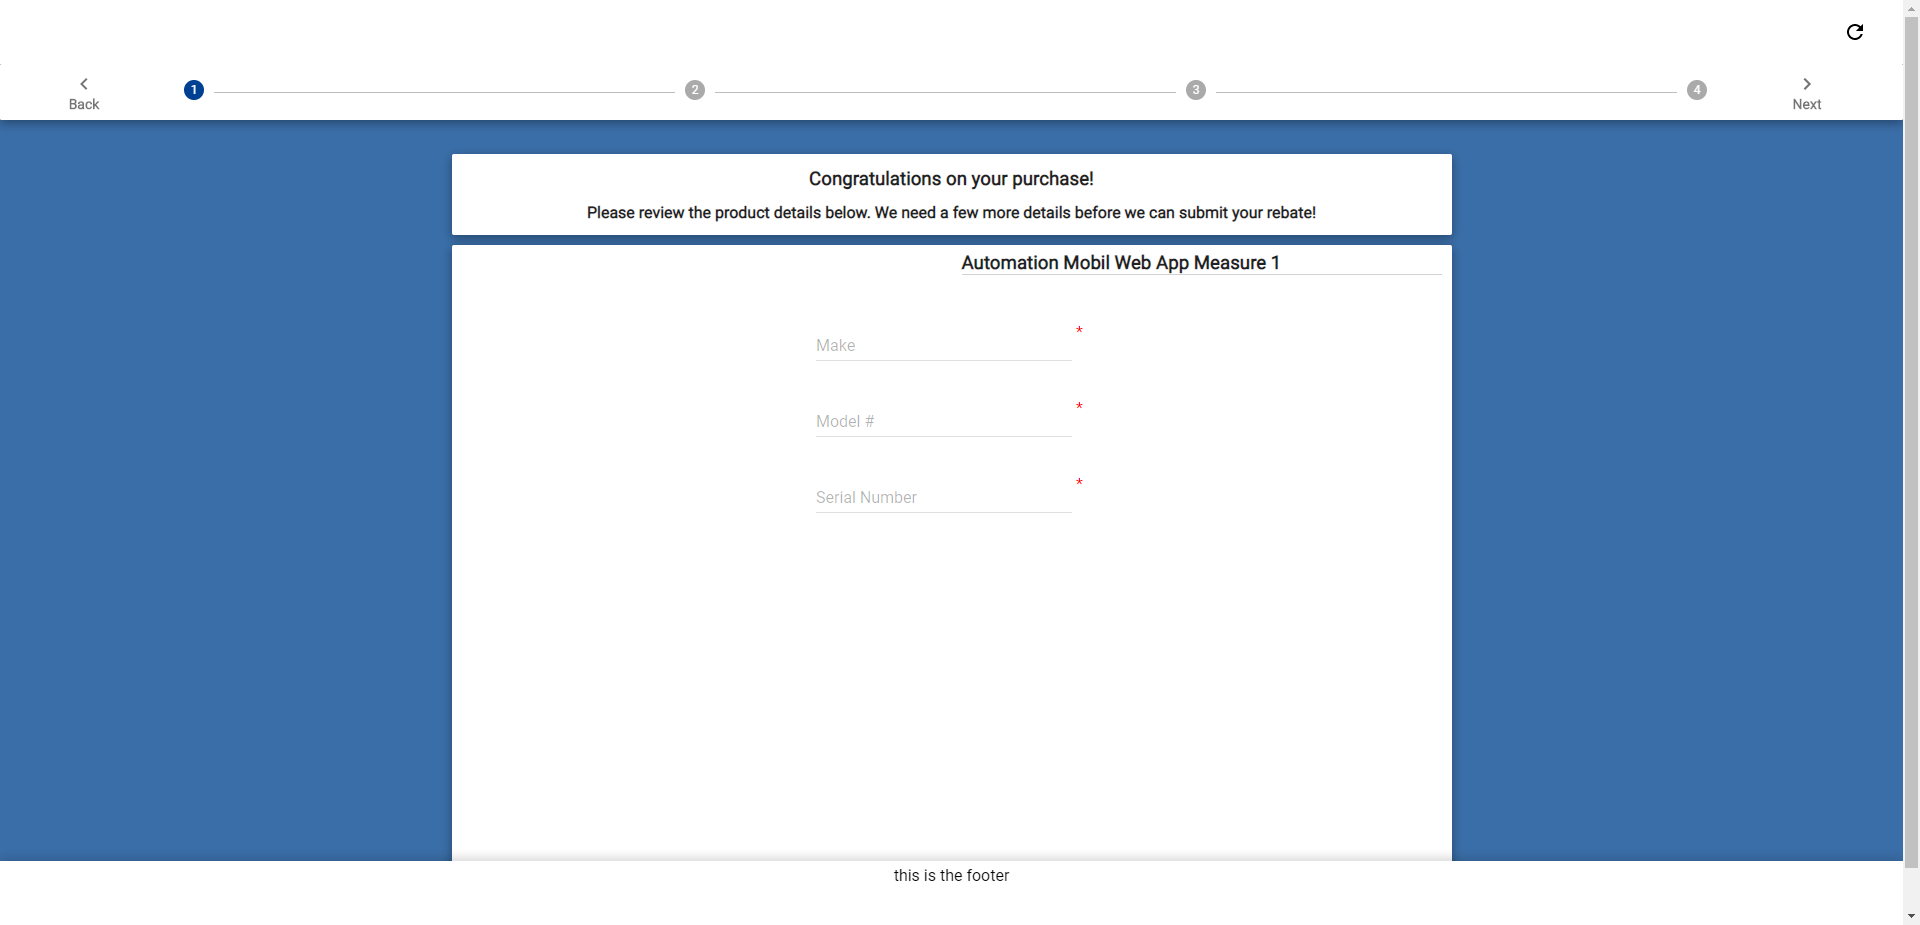 Back
1
2
3
4
Next
Congratulations on your purchase!
Please review the product details below. We need a few more details before we can submit your rebate!
Automation Mobil Web App Measure 1
Make *
Model # *
Serial Number *
this is the footer